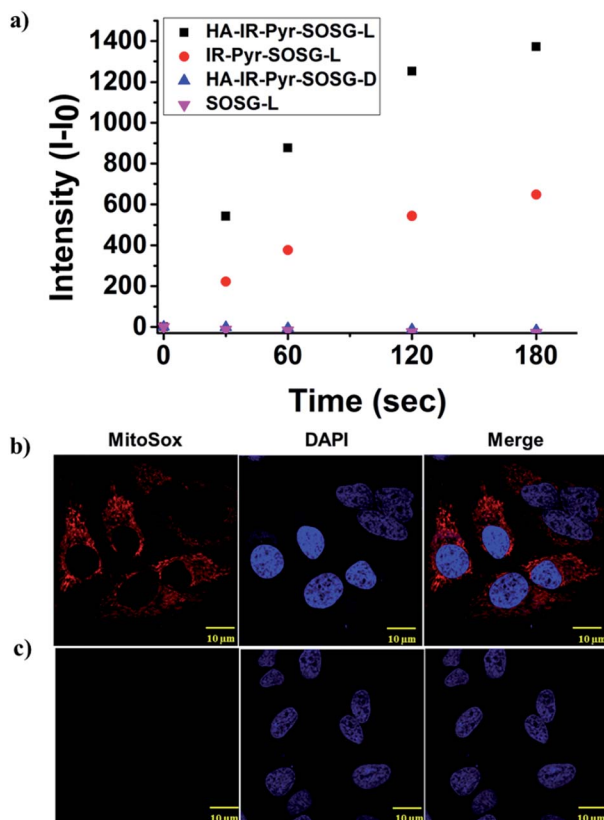 a)
1400
1200
1000
800
600
400
200
0
Intensity (I-I0)
HA-IR-Pyr-SOSG-L
IR-Pyr-SOSG-L
HA-IR-Pyr-SOSG-D
SOSG-L
0 60 120 180
Time (sec)
b) MitoSox DAPI Merge
10 µm 10 µm 10 µm
c)
10 µm 10 µm 10 µm